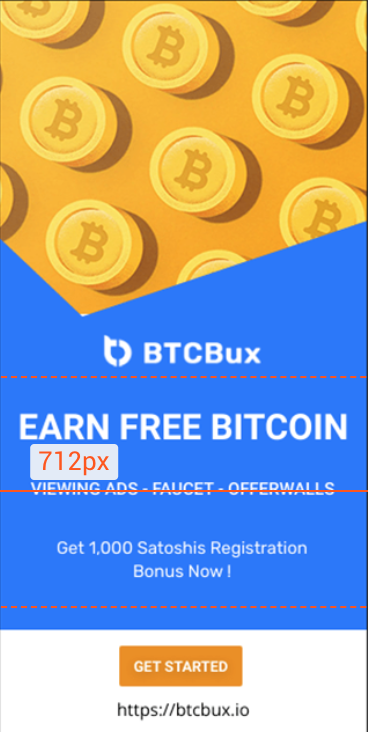 BTCBux
EARN FREE BITCOIN
712px
VIEWING ADS - FAUCET - OFFERWALLS
Get 1,000 Satoshis Registration
Bonus Now !
GET STARTED
https://btcbux.io